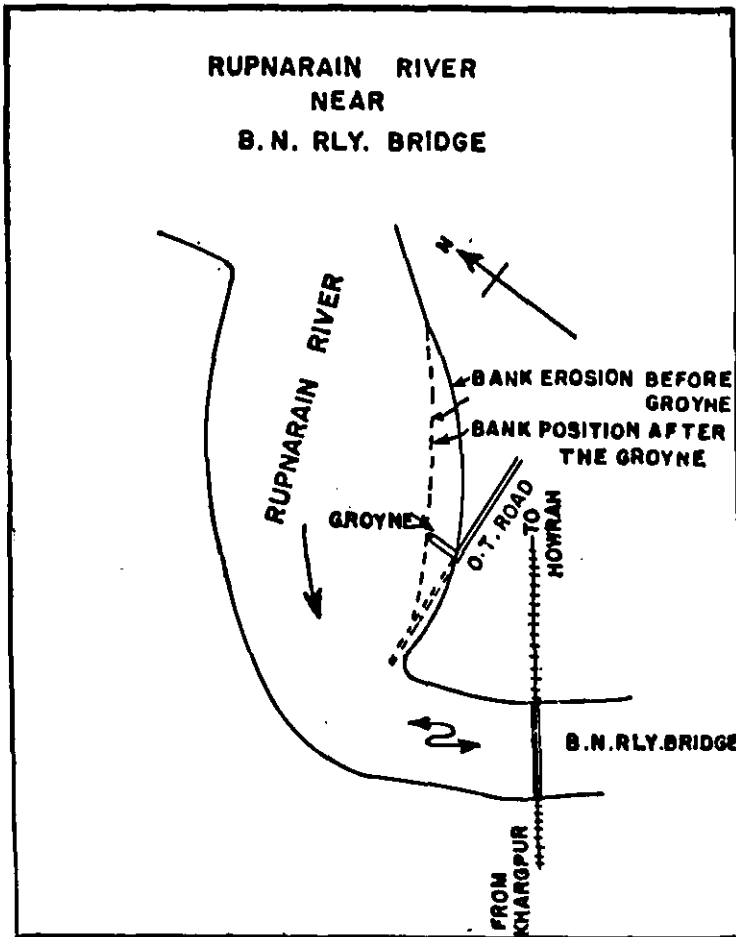 RUPNARAIN RIVER
NEAR
B.N. RLY. BRIDGE
N
RUPNARAIN RIVER
BANK EROSION BEFORE
GROYNE
BANK POSITION AFTER
THE GROYNE
GROYNE
O.T. ROAD
TO
HOWRAH
B.N.RLY.BRIDGE
FROM
KHARGPUR